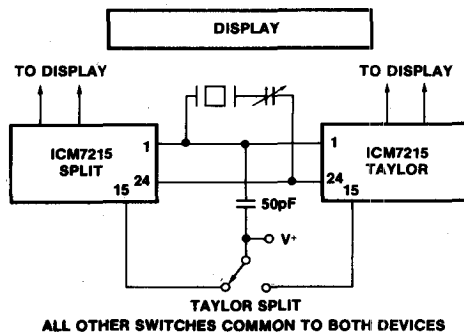 DISPLAY
TO DISPLAY
TO DISPLAY
ICM7215
SPLIT
1
24
15
ICM7215
TAYLOR
1
24
15
50pF
V+
TAYLOR SPLIT
ALL OTHER SWITCHES COMMON TO BOTH DEVICES